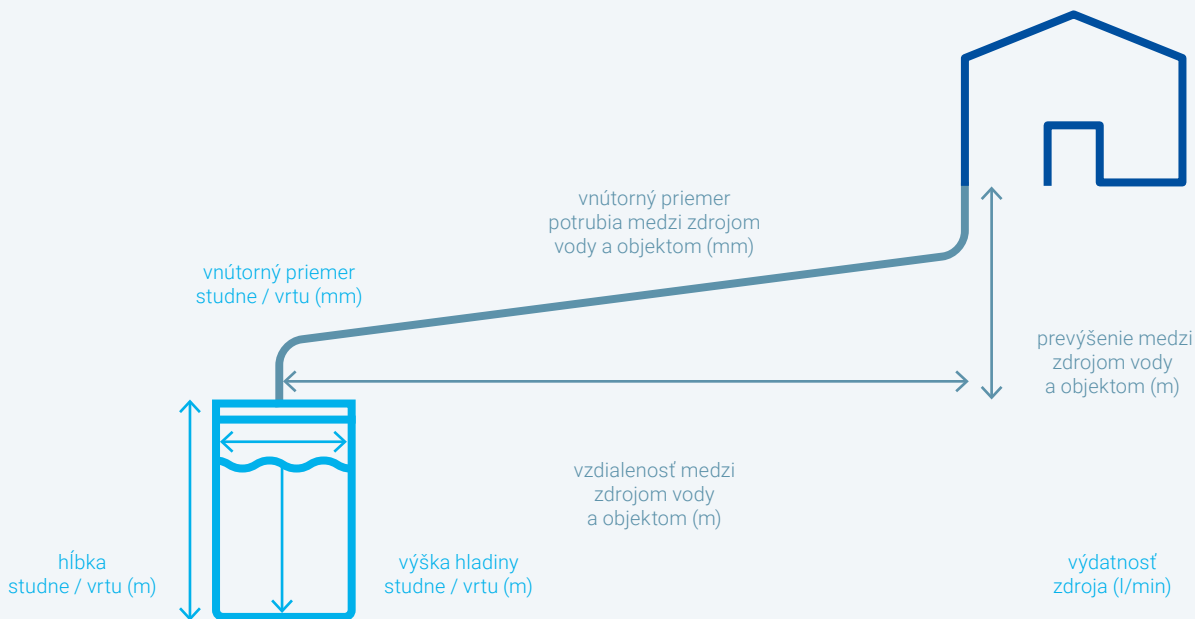 vnútorný priemer
potrubia medzi zdrojom
vody a objektom (mm)
vnútorný priemer
studne / vrtu (mm)
prevýšenie medzi
zdrojom vody
a objektom (m)
vzdialenosť medzi
zdrojom vody
a objektom (m)
hĺbka
studne / vrtu (m)
výška hladiny
studne / vrtu (m)
výdatnosť
zdroja (l/min)